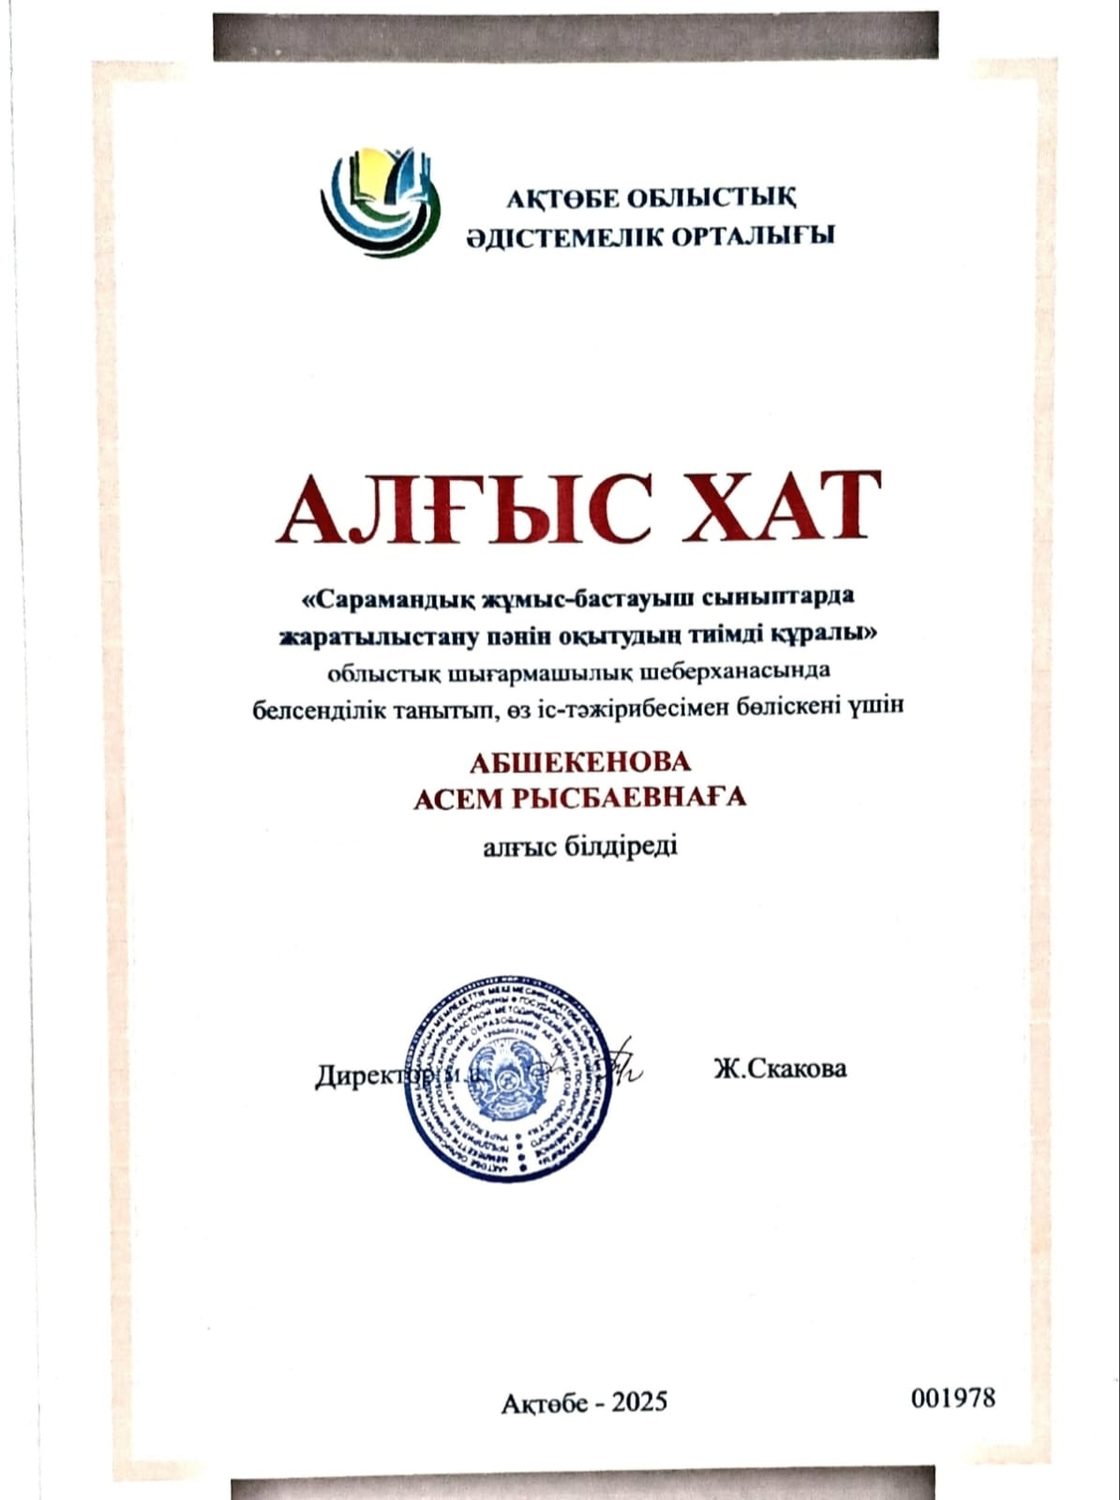 АҚТӨБЕ ОБЛЫСТЫҚ
ӘДІСТЕМЕЛІК ОРТАЛЫҒЫ
АЛҒЫС ХАТ
«Сарамандық жұмыс-бастауыш сыныптарда
жаратылыстану пәнін оқытудың тиімді құралы»
облыстық шығармашылық шеберханасында
белсенділік танытып, өз іс-тәжірибесімен бөліскені үшін
АБШЕКЕНОВА
АСЕМ РЫСБАЕВНАҒА
алғыс білдіреді
Директор Ж.Скакова
Ақтөбе - 2025 001978